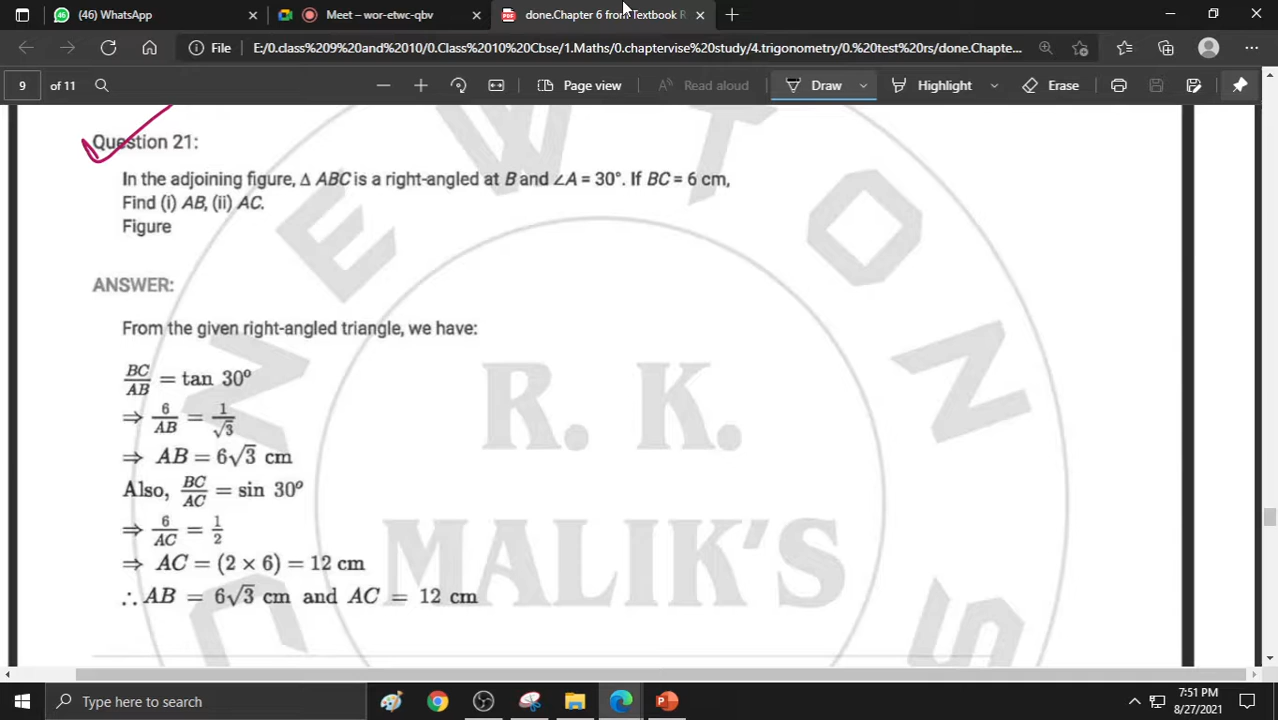 (46) WhatsApp
Meet – wor-etwc-qbv
done.Chapter 6 from Textbook R
File
E:/0.class%209%20and%2010/0.Class%2010%20Cbse/1.Maths/0.chaptervise%20study/4.trigonometry/0.%20test%20rs/done.Chapte...
9 of 11
Page view
Read aloud
Draw
Highlight
Erase
Question 21:
In the adjoining figure, Δ ABC is a right-angled at B and ∠A = 30°. If BC = 6 cm,
Find (i) AB, (ii) AC.
Figure
ANSWER:
From the given right-angled triangle, we have:
BC/AB = tan 30º
⇒ 6/AB = 1/√3
⇒ AB = 6√3 cm
Also, BC/AC = sin 30º
⇒ 6/AC = 1/2
⇒ AC = (2 × 6) = 12 cm
∴ AB = 6√3 cm and AC = 12 cm
NEWTON
R. K.
MALIK'S
Type here to search
7:51 PM
8/27/2021